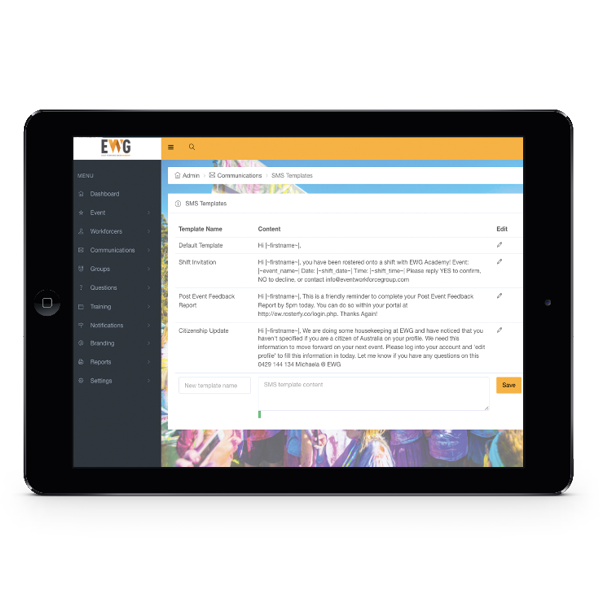 EWG
MENU
Dashboard
Event
Workforcers
Communications
Groups
Questions
Training
Notifications
Branding
Reports
Settings
Admin > Communications > SMS Templates
SMS Templates
Template Name Content Edit
Default Template Hi [~firstname~],
Shift Invitation Hi [~firstname~], you have been rostered onto a shift with EWG Academy! Event:
[~event_name~] Date: [~shift_date~] Time: [~shift_time~] Please reply YES to confirm,
NO to decline, or contact info@eventworkforcegroup.com
Post Event Feedback Hi [~firstname~], This is a friendly reminder to complete your Post Event Feedback
Report Report by 5pm today. You can do so within your portal at
http://ew.rosterfy.co/login.php. Thanks Again!
Citizenship Update Hi [~firstname~], We are doing some housekeeping at EWG and have noticed that you
haven't specified if you are a citizen of Australia on your profile. We need this
information to move forward on your next event. Please log into your account and 'edit
profile' to fill this information in today. Let me know if you have any questions on this
0429 144 134 Michaela @ EWG
New template name SMS template content Save